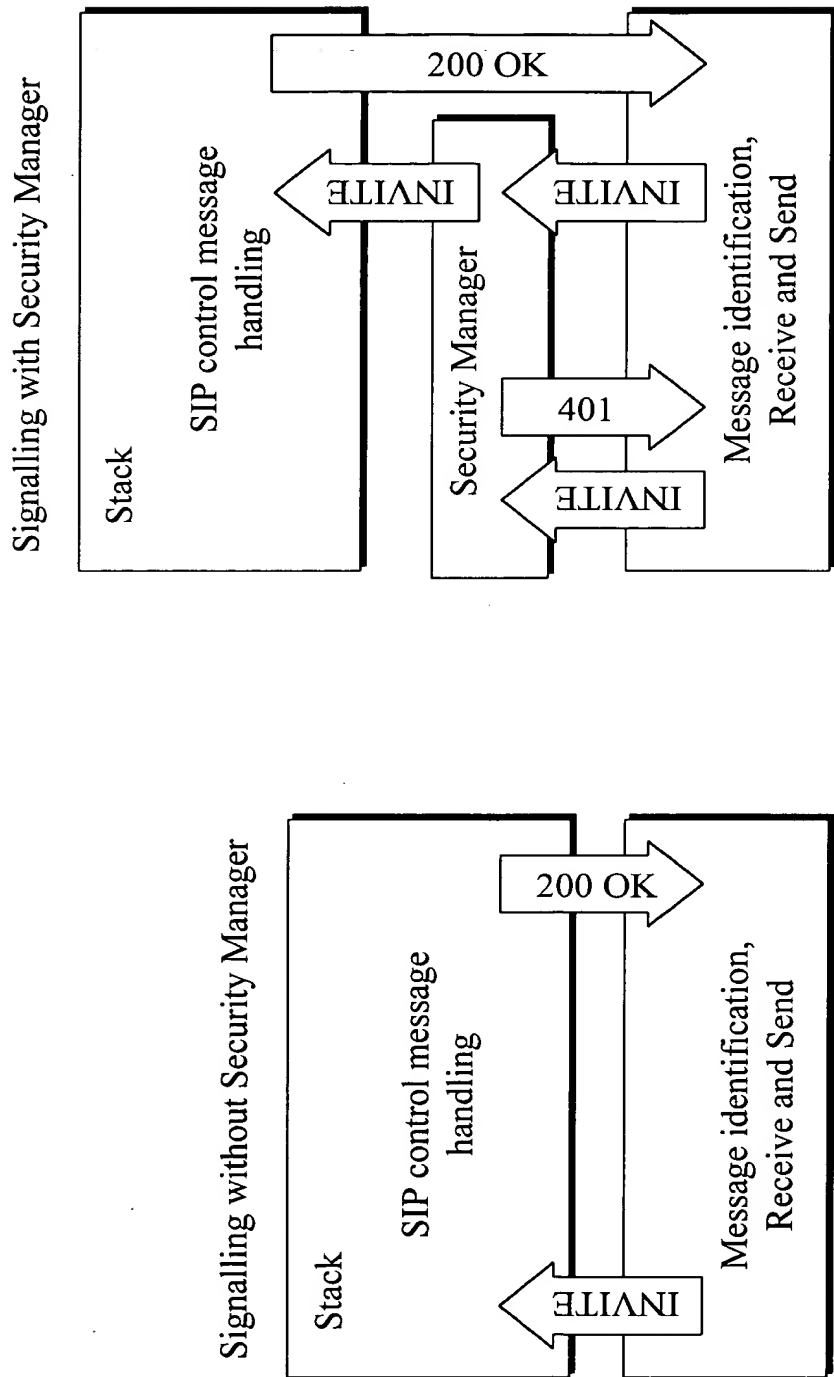 Signalling without Security Manager
Stack
SIP control message
handling
INVITE
200 OK
Message identification,
Receive and Send
Signalling with Security Manager
Stack
SIP control message
handling
INVITE
200 OK
Security Manager
INVITE
401
INVITE
Message identification,
Receive and Send